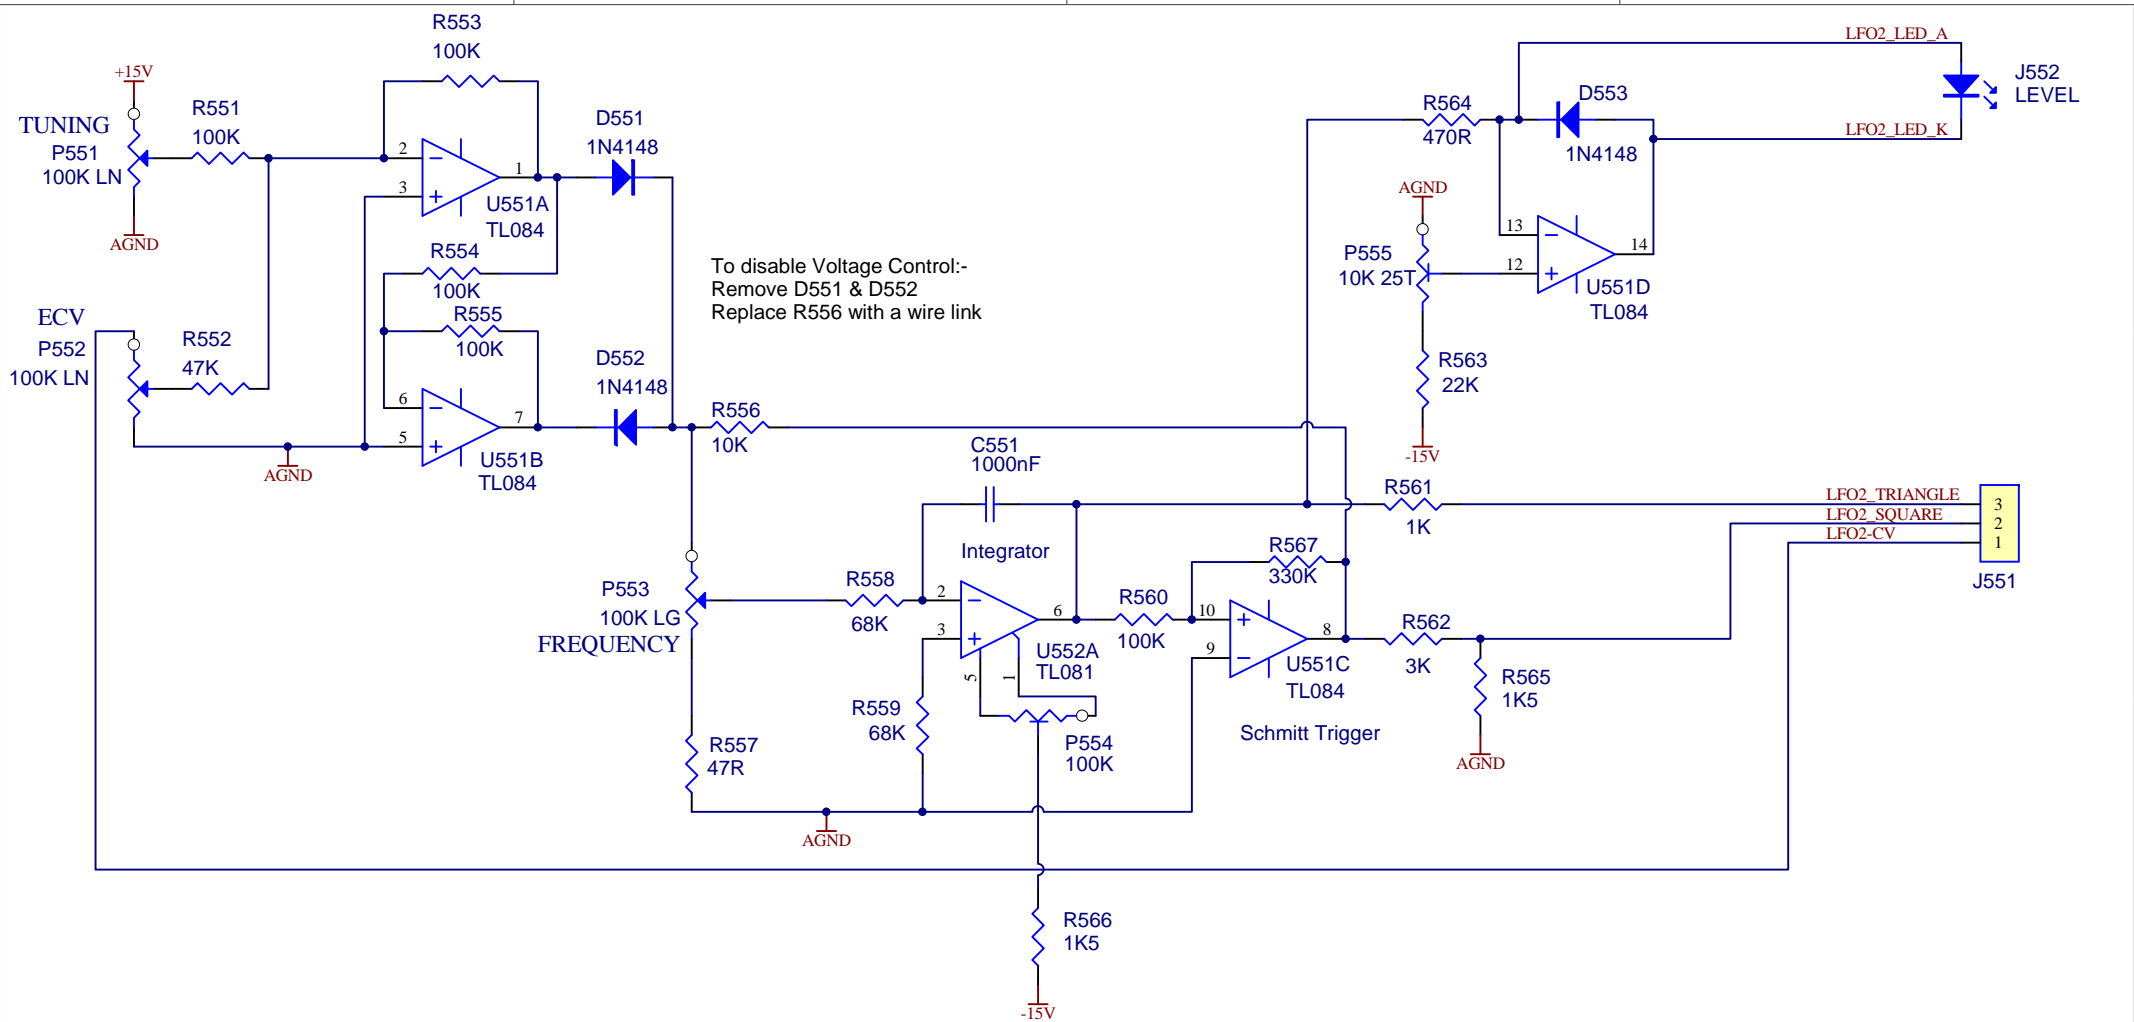 R553
100K
+15V
TUNING
P551
100K LN
AGND
R551
100K
2
3
1
U551A
TL084
D551
1N4148
R554
100K
R555
100K
ECV
P552
100K LN
R552
47K
AGND
6
5
7
U551B
TL084
D552
1N4148
To disable Voltage Control:-
Remove D551 & D552
Replace R556 with a wire link
R556
10K
C551
1000nF
Integrator
P553
100K LG
FREQUENCY
R558
68K
2
3
6
5
1
U552A
TL081
R559
68K
P554
100K
R557
47R
AGND
R566
1K5
-15V
R560
100K
R567
330K
10
9
8
U551C
TL084
Schmitt Trigger
R561
1K
R562
3K
R565
1K5
AGND
R564
470R
D553
1N4148
AGND
P555
10K 25T
13
12
14
U551D
TL084
R563
22K
-15V
LFO2_LED_A
LFO2_LED_K
J552
LEVEL
LFO2_TRIANGLE
LFO2_SQUARE
LFO2-CV
3
2
1
J551